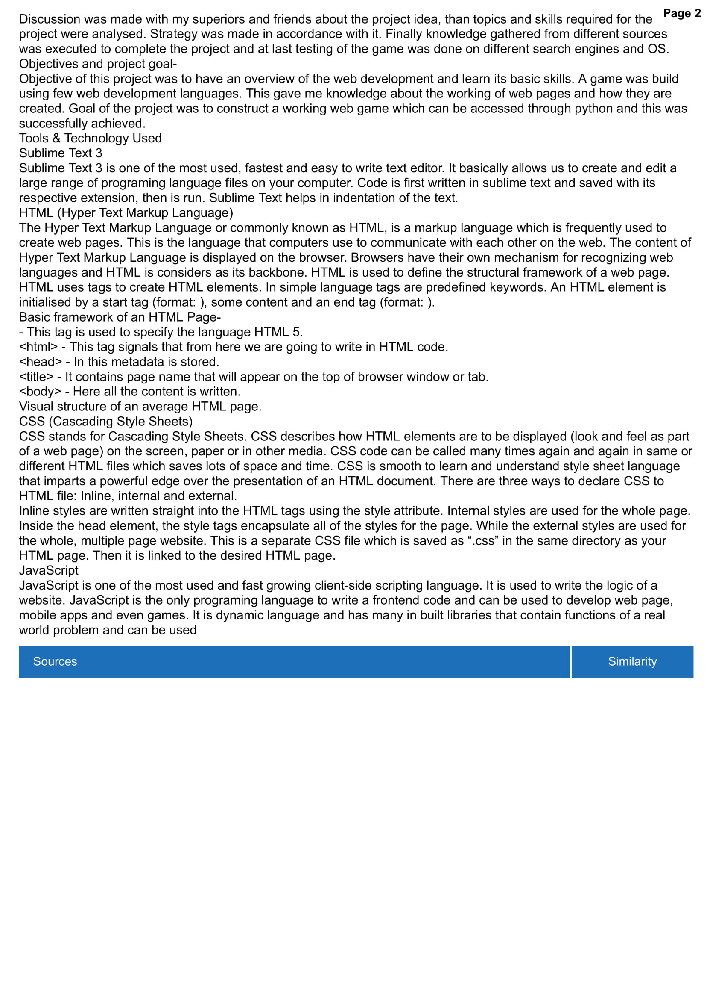 Page 2
Discussion was made with my superiors and friends about the project idea, than topics and skills required for the
project were analysed. Strategy was made in accordance with it. Finally knowledge gathered from different sources
was executed to complete the project and at last testing of the game was done on different search engines and OS.
Objectives and project goal-
Objective of this project was to have an overview of the web development and learn its basic skills. A game was build
using few web development languages. This gave me knowledge about the working of web pages and how they are
created. Goal of the project was to construct a working web game which can be accessed through python and this was
successfully achieved.
Tools & Technology Used
Sublime Text 3
Sublime Text 3 is one of the most used, fastest and easy to write text editor. It basically allows us to create and edit a
large range of programing language files on your computer. Code is first written in sublime text and saved with its
respective extension, then is run. Sublime Text helps in indentation of the text.
HTML (Hyper Text Markup Language)
The Hyper Text Markup Language or commonly known as HTML, is a markup language which is frequently used to
create web pages. This is the language that computers use to communicate with each other on the web. The content of
Hyper Text Markup Language is displayed on the browser. Browsers have their own mechanism for recognizing web
languages and HTML is considers as its backbone. HTML is used to define the structural framework of a web page.
HTML uses tags to create HTML elements. In simple language tags are predefined keywords. An HTML element is
initialised by a start tag (format: ), some content and an end tag (format: ).
Basic framework of an HTML Page-
- This tag is used to specify the language HTML 5.
<html> - This tag signals that from here we are going to write in HTML code.
<head> - In this metadata is stored.
<title> - It contains page name that will appear on the top of browser window or tab.
<body> - Here all the content is written.
Visual structure of an average HTML page.
CSS (Cascading Style Sheets)
CSS stands for Cascading Style Sheets. CSS describes how HTML elements are to be displayed (look and feel as part
of a web page) on the screen, paper or in other media. CSS code can be called many times again and again in same or
different HTML files which saves lots of space and time. CSS is smooth to learn and understand style sheet language
that imparts a powerful edge over the presentation of an HTML document. There are three ways to declare CSS to
HTML file: Inline, internal and external.
Inline styles are written straight into the HTML tags using the style attribute. Internal styles are used for the whole page.
Inside the head element, the style tags encapsulate all of the styles for the page. While the external styles are used for
the whole, multiple page website. This is a separate CSS file which is saved as “.css” in the same directory as your
HTML page. Then it is linked to the desired HTML page.
JavaScript
JavaScript is one of the most used and fast growing client-side scripting language. It is used to write the logic of a
website. JavaScript is the only programing language to write a frontend code and can be used to develop web page,
mobile apps and even games. It is dynamic language and has many in built libraries that contain functions of a real
world problem and can be used
Sources Similarity